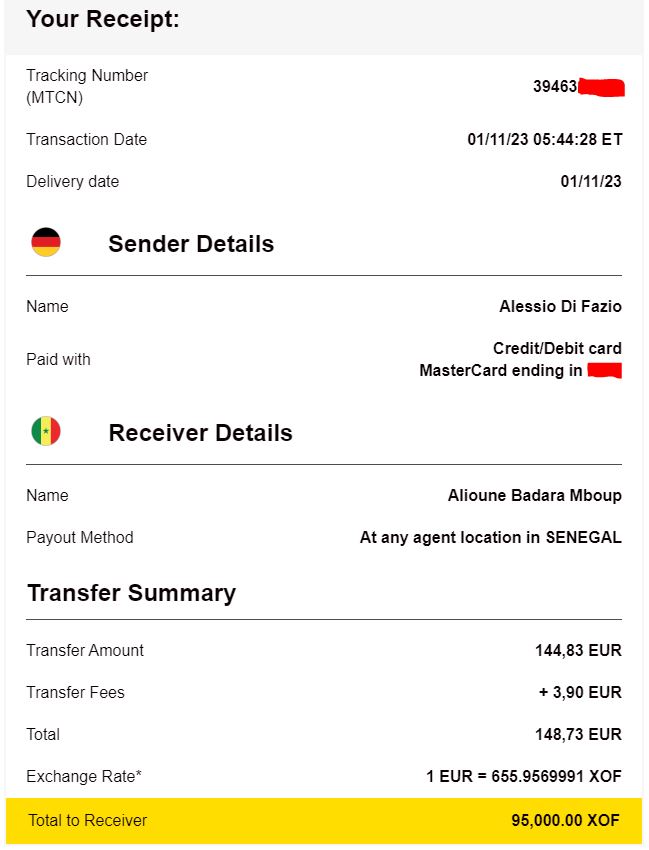 Your Receipt:
Tracking Number
(MTCN)
39463
Transaction Date
01/11/23 05:44:28 ET
Delivery date
01/11/23
Sender Details
Name
Alessio Di Fazio
Paid with
Credit/Debit card
MasterCard ending in
Receiver Details
Name
Alioune Badara Mboup
Payout Method
At any agent location in SENEGAL
Transfer Summary
Transfer Amount
144,83 EUR
Transfer Fees
+ 3,90 EUR
Total
148,73 EUR
Exchange Rate*
1 EUR = 655.9569991 XOF
Total to Receiver
95,000.00 XOF